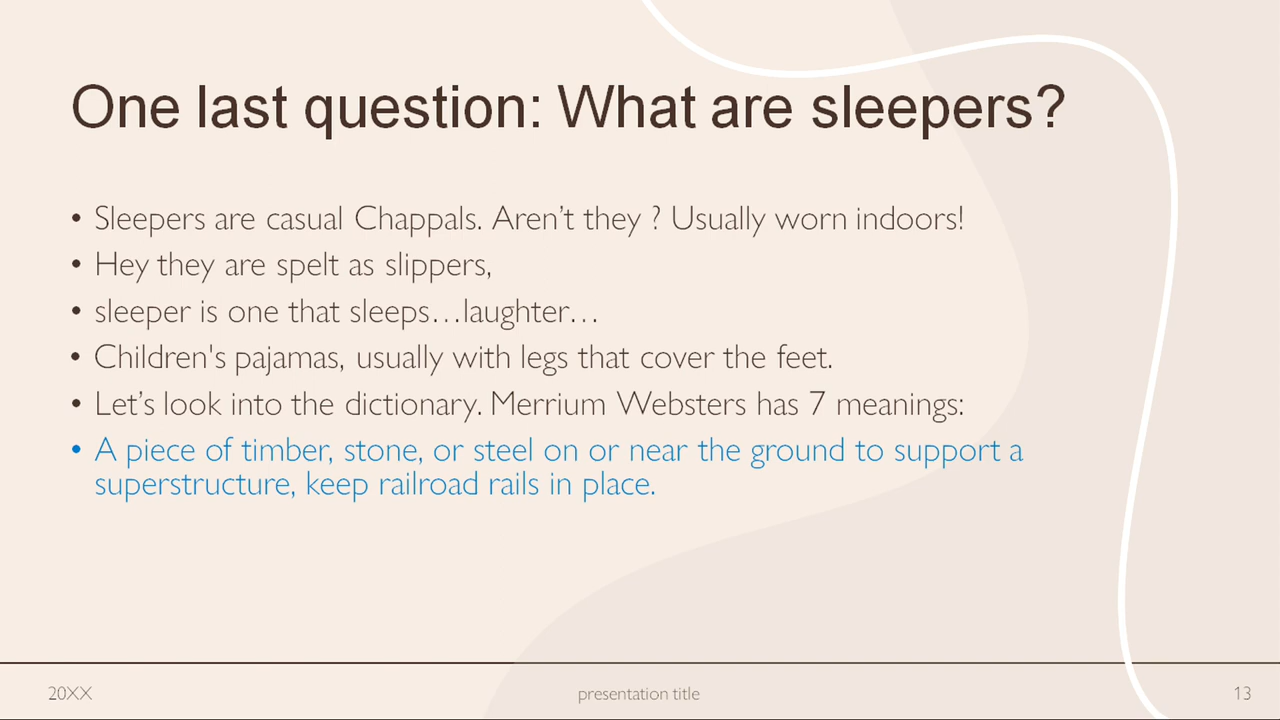 One last question: What are sleepers?
• Sleepers are casual Chappals. Aren’t they ? Usually worn indoors!
• Hey they are spelt as slippers,
• sleeper is one that sleeps…laughter…
• Children's pajamas, usually with legs that cover the feet.
• Let’s look into the dictionary. Merrium Websters has 7 meanings:
• A piece of timber, stone, or steel on or near the ground to support a
superstructure, keep railroad rails in place.
20XX
presentation title
13